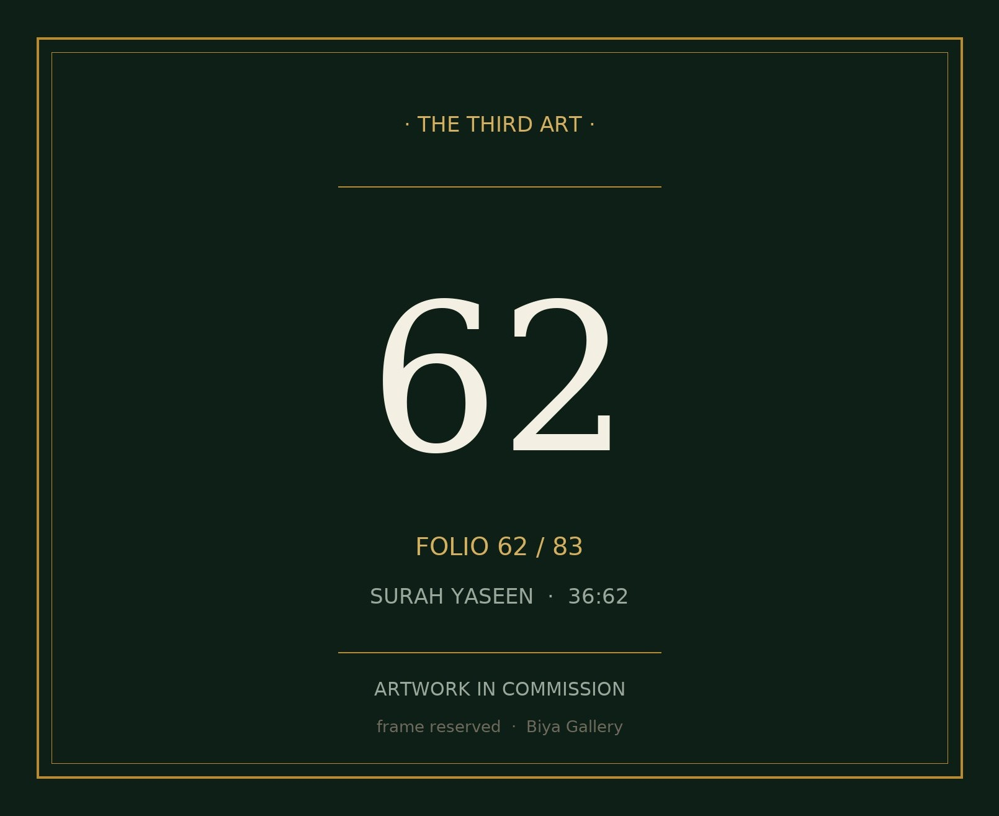 · THE THIRD ART ·
62
FOLIO 62 / 83
SURAH YASEEN · 36:62
ARTWORK IN COMMISSION
frame reserved · Biya Gallery